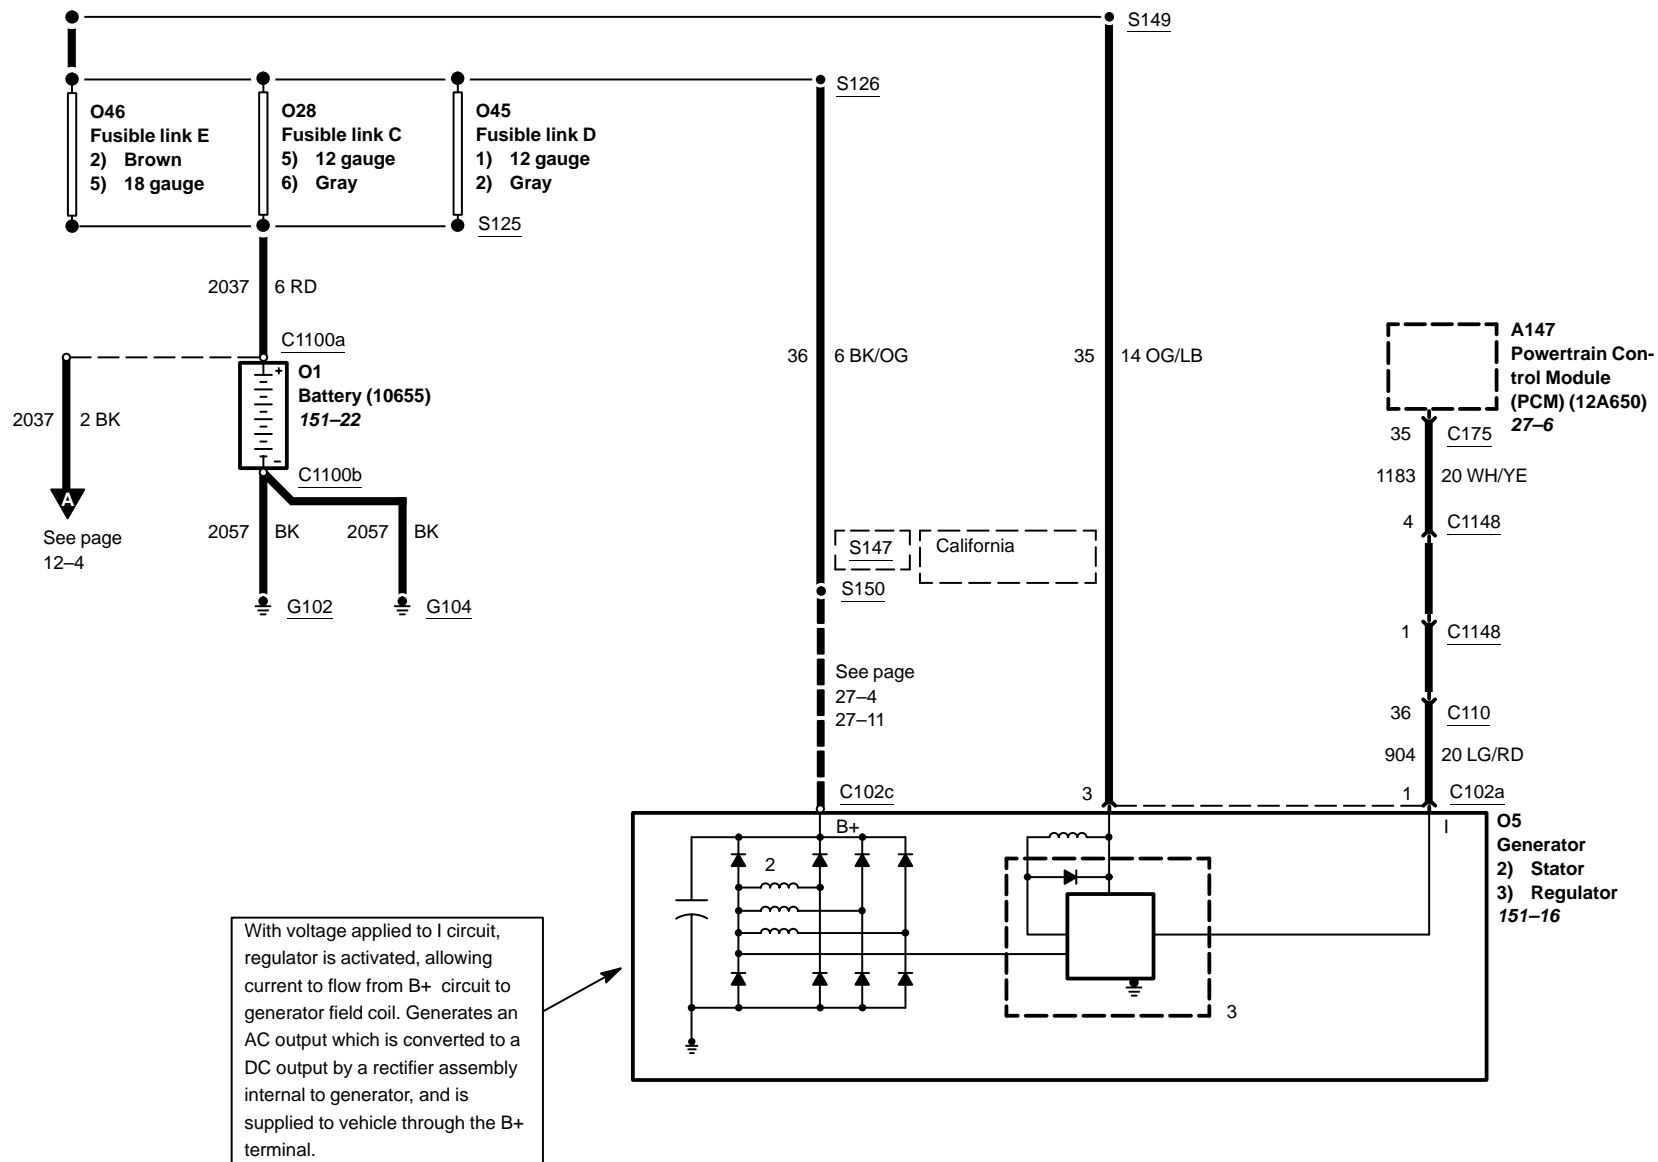 S149
S126
O46
Fusible link E
2) Brown
5) 18 gauge
O28
Fusible link C
5) 12 gauge
6) Gray
O45
Fusible link D
1) 12 gauge
2) Gray
S125
2037 6 RD
C1100a
O1
Battery (10655)
151–22
2037 2 BK
A
See page
12–4
+
–
C1100b
2057 BK
2057 BK
G102
G104
36 6 BK/OG
35 14 OG/LB
S147
California
S150
See page
27–4
27–11
A147
Powertrain Con-
trol Module
(PCM) (12A650)
27–6
35 C175
1183 20 WH/YE
4 C1148
1 C1148
36 C110
904 20 LG/RD
C102c
3
1 C102a
B+
I
2
3
O5
Generator
2) Stator
3) Regulator
151–16
With voltage applied to I circuit,
regulator is activated, allowing
current to flow from B+ circuit to
generator field coil. Generates an
AC output which is converted to a
DC output by a rectifier assembly
internal to generator, and is
supplied to vehicle through the B+
terminal.